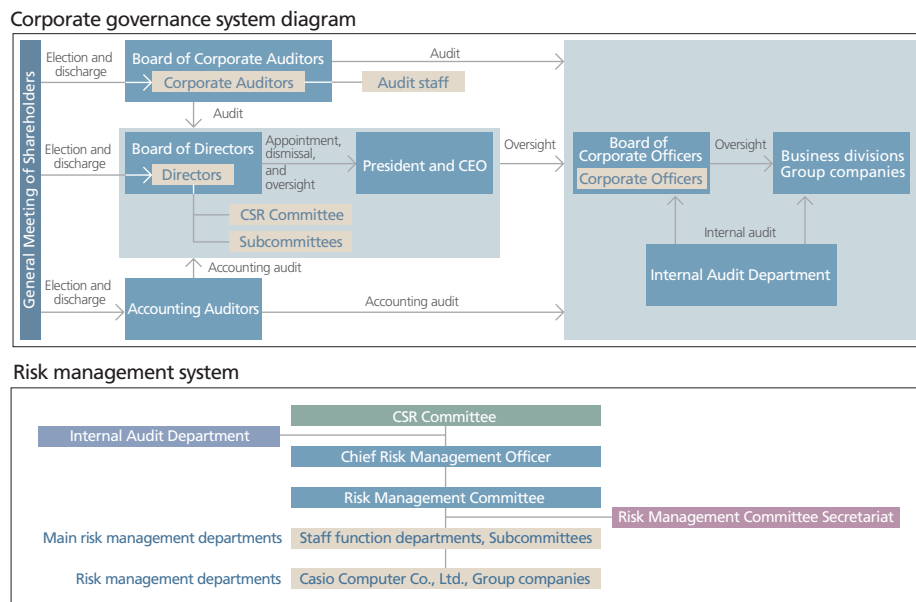 Corporate governance system diagram
General Meeting of Shareholders
Election and
discharge
Board of Corporate Auditors
Corporate Auditors
Audit staff
Audit
Audit
Election and
discharge
Board of Directors
Directors
Appointment,
dismissal,
and
oversight
President and CEO
Oversight
CSR Committee
Subcommittees
Board of
Corporate Officers
Corporate Officers
Oversight
Business divisions
Group companies
Internal audit
Internal Audit Department
Election and
discharge
Accounting audit
Accounting Auditors
Accounting audit
Risk management system
CSR Committee
Internal Audit Department
Chief Risk Management Officer
Risk Management Committee
Risk Management Committee Secretariat
Main risk management departments
Staff function departments, Subcommittees
Risk management departments
Casio Computer Co., Ltd., Group companies